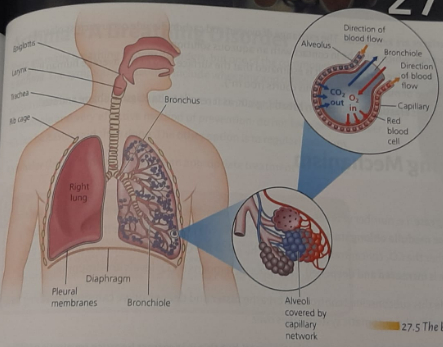 27
Epiglottis
Larynx
Trachea
Rib cage
Bronchus
Right
lung
Diaphragm
Pleural
membranes
Bronchiole
Direction of
blood flow
Alveolus
Bronchiole
Direction
of blood
flow
CO₂
out
O₂
in
Capillary
Red
blood
cell
Alveoli
covered by
capillary
network
27.5 The